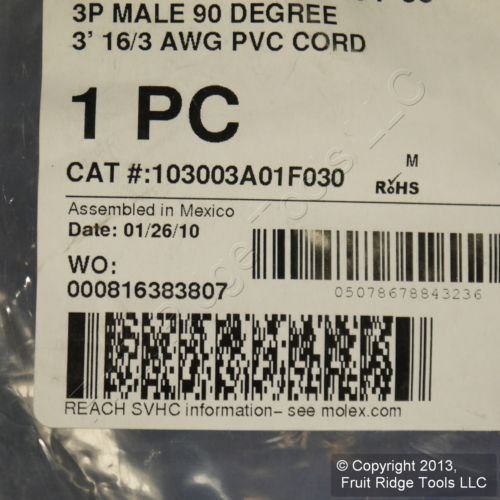 3P MALE 90 DEGREE
3' 16/3 AWG PVC CORD
1 PC
CAT #:103003A01F030
M
RoHS
Assembled in Mexico
Date: 01/26/10
WO:
000816383807
05078678843236
REACH SVHC information– see molex.com.
© Copyright 2013,
Fruit Ridge Tools LLC